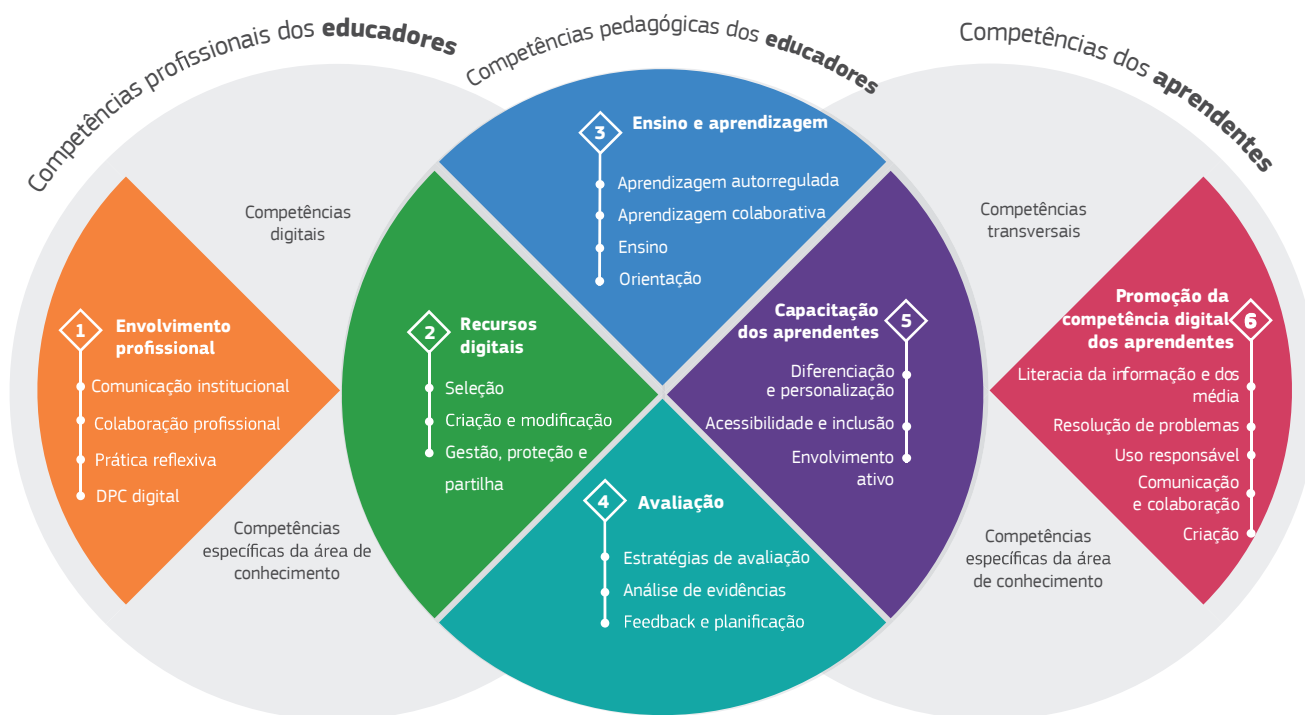 Competências profissionais dos educadores
Competências pedagógicas dos educadores
Competências dos aprendentes
Competências
digitais
1
Envolvimento
profissional
Comunicação institucional
Colaboração profissional
Prática reflexiva
DPC digital
Competências
específicas da área de
conhecimento
2
Recursos
digitais
Seleção
Criação e modificação
Gestão, proteção e
partilha
3
Ensino e aprendizagem
Aprendizagem autorregulada
Aprendizagem colaborativa
Ensino
Orientação
4
Avaliação
Estratégias de avaliação
Análise de evidências
Feedback e planificação
5
Capacitação
dos aprendentes
Diferenciação
e personalização
Acessibilidade e inclusão
Envolvimento
ativo
Competências
transversais
6
Promoção da
competência digital
dos aprendentes
Literacia da informação e dos
média
Resolução de problemas
Uso responsável
Comunicação
e colaboração
Criação
Competências
específicas da área
de conhecimento